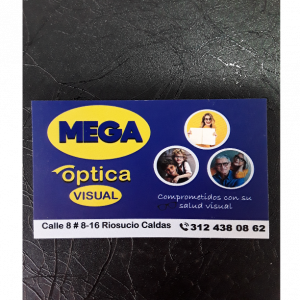 MEGA
óptica
VISUAL
Comprometidos con su
salud visual
Calle 8 # 8-16 Riosucio Caldas 312 438 08 62